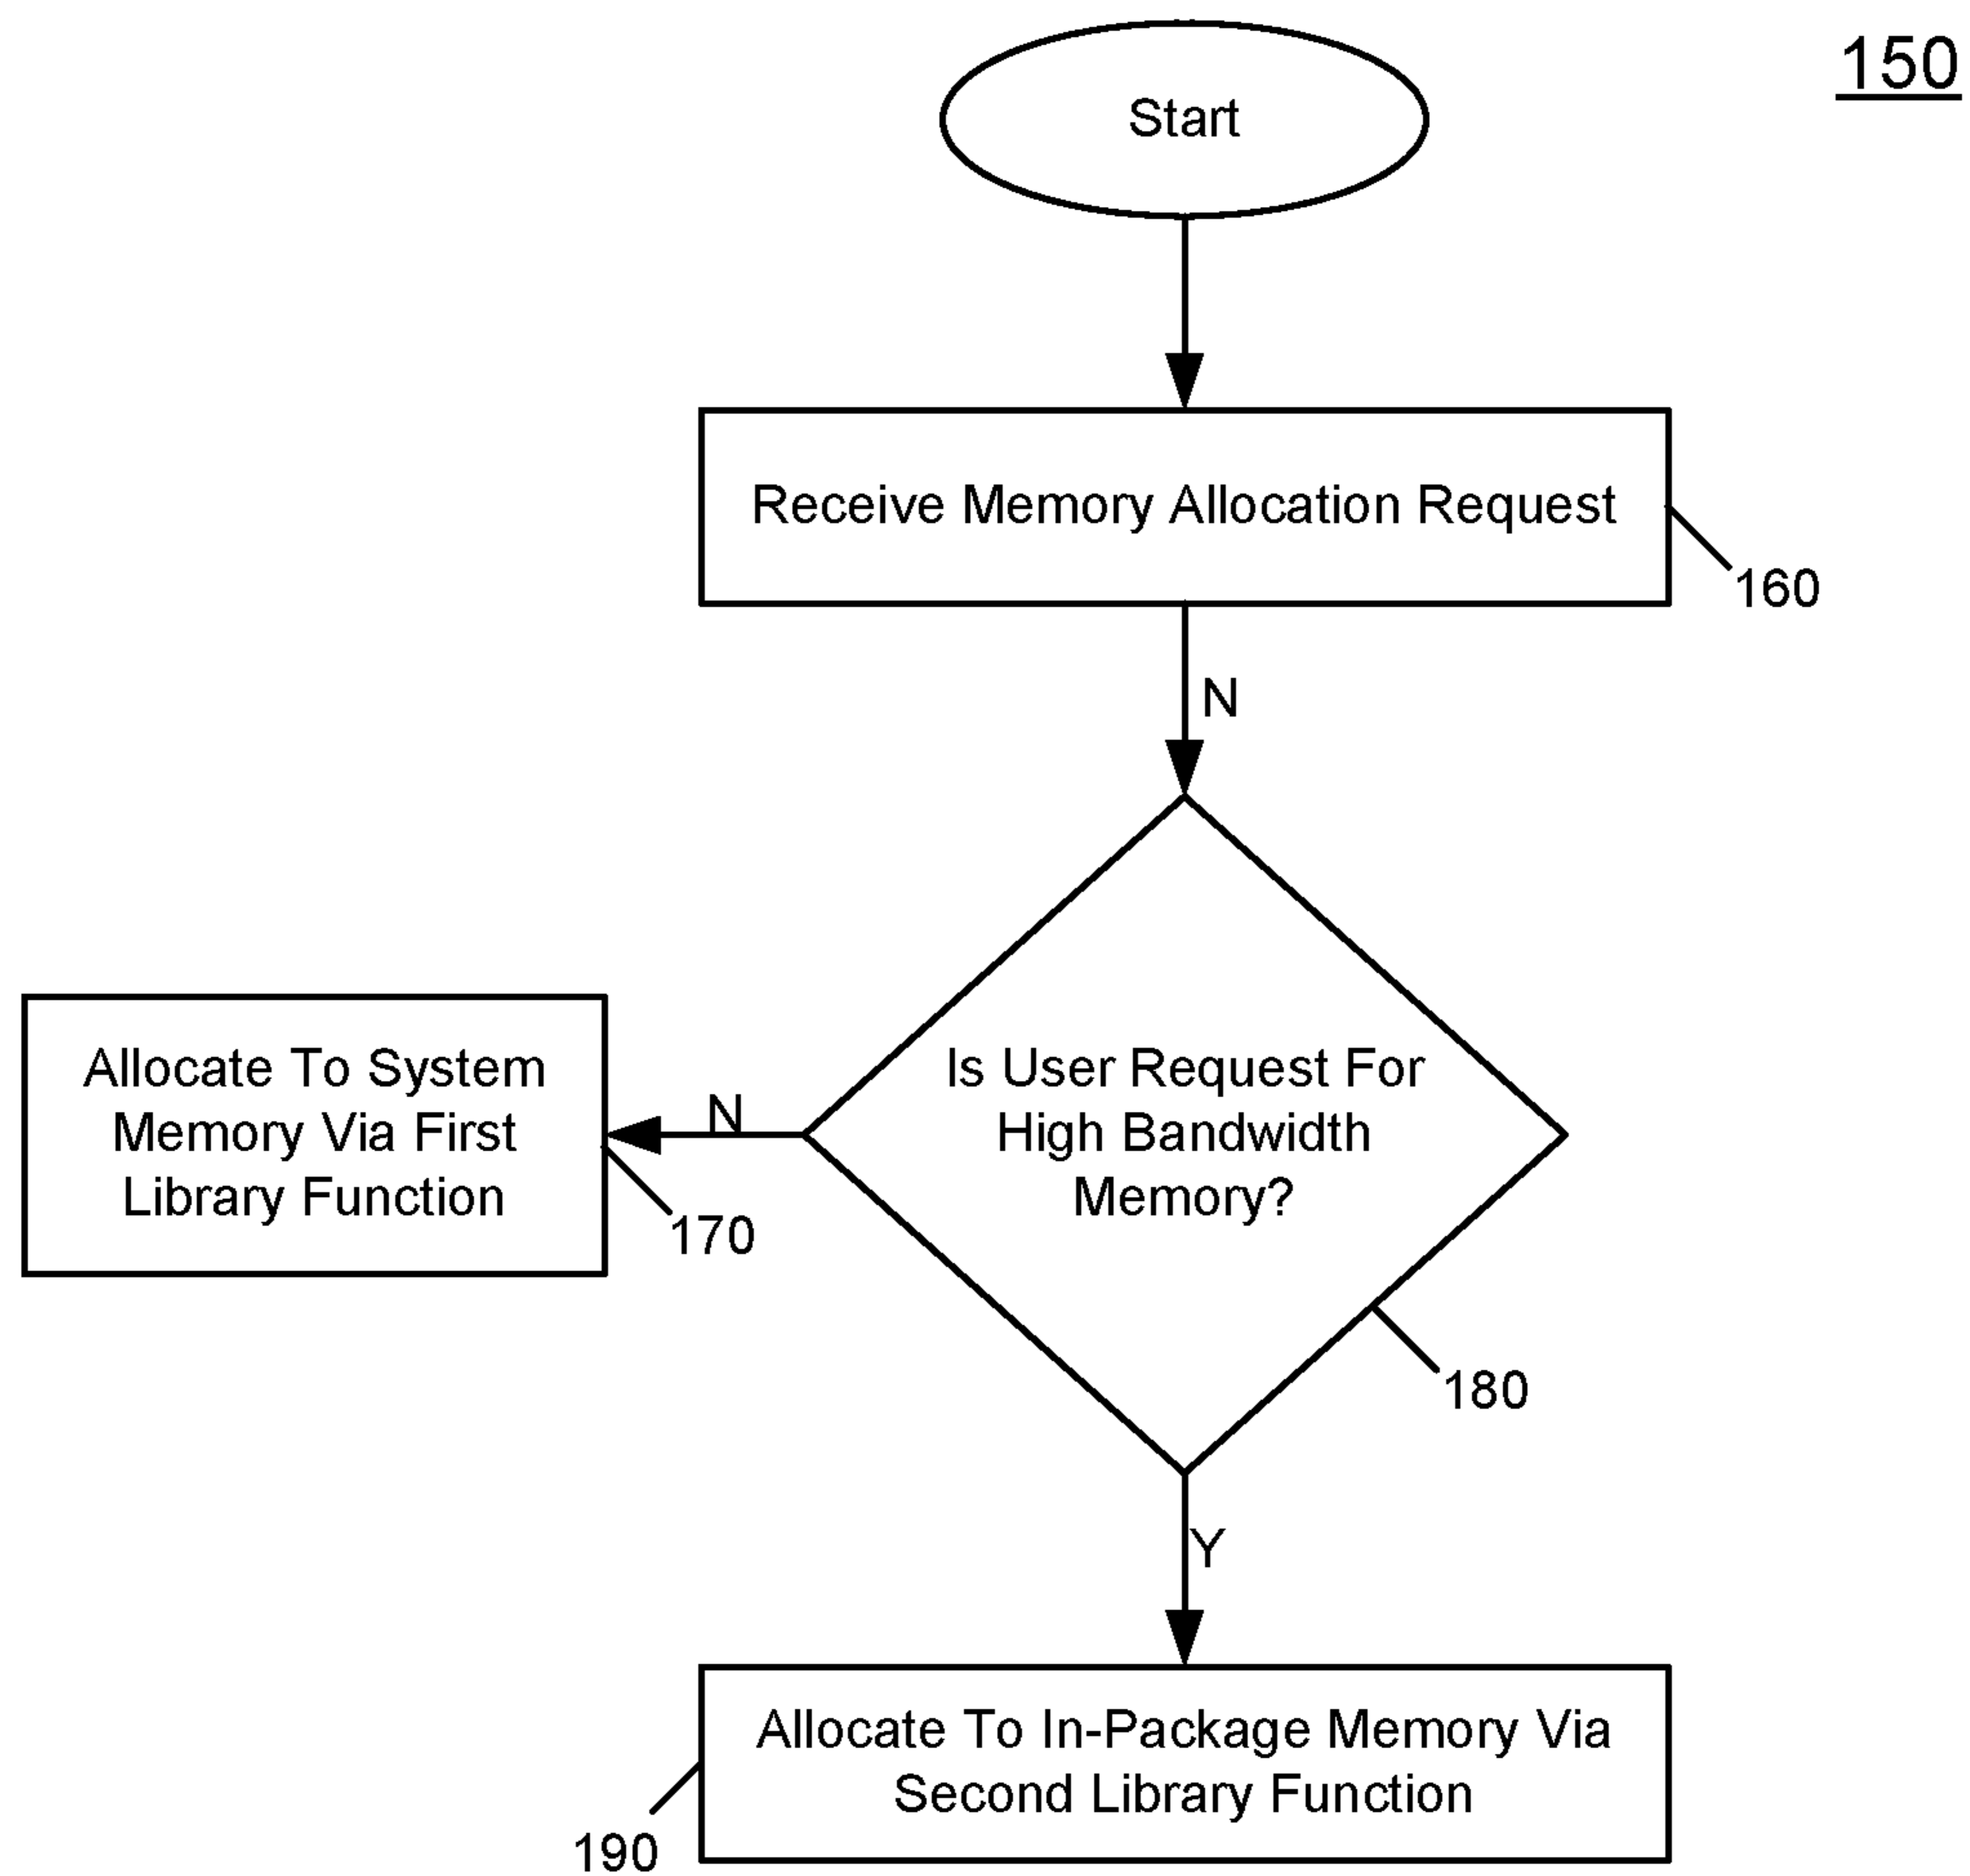 150
Start
Receive Memory Allocation Request
160
N
Is User Request For
High Bandwidth
Memory?
N
Allocate To System
Memory Via First
Library Function
170
180
Y
Allocate To In-Package Memory Via
Second Library Function
190